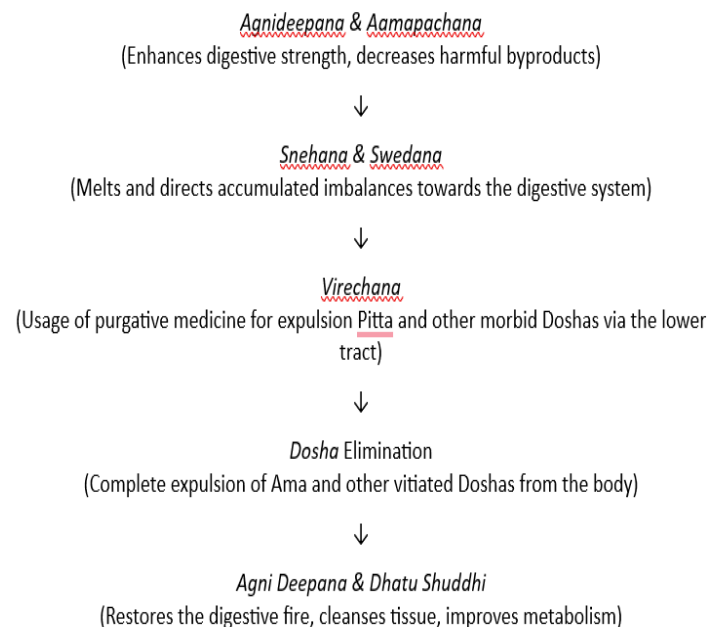 Agnideepana & Aamapachana
(Enhances digestive strength, decreases harmful byproducts)
↓
Snehana & Swedana
(Melts and directs accumulated imbalances towards the digestive system)
↓
Virechana
(Usage of purgative medicine for expulsion Pitta and other morbid Doshas via the lower
tract)
↓
Dosha Elimination
(Complete expulsion of Ama and other vitiated Doshas from the body)
↓
Agni Deepana & Dhatu Shuddhi
(Restores the digestive fire, cleanses tissue, improves metabolism)